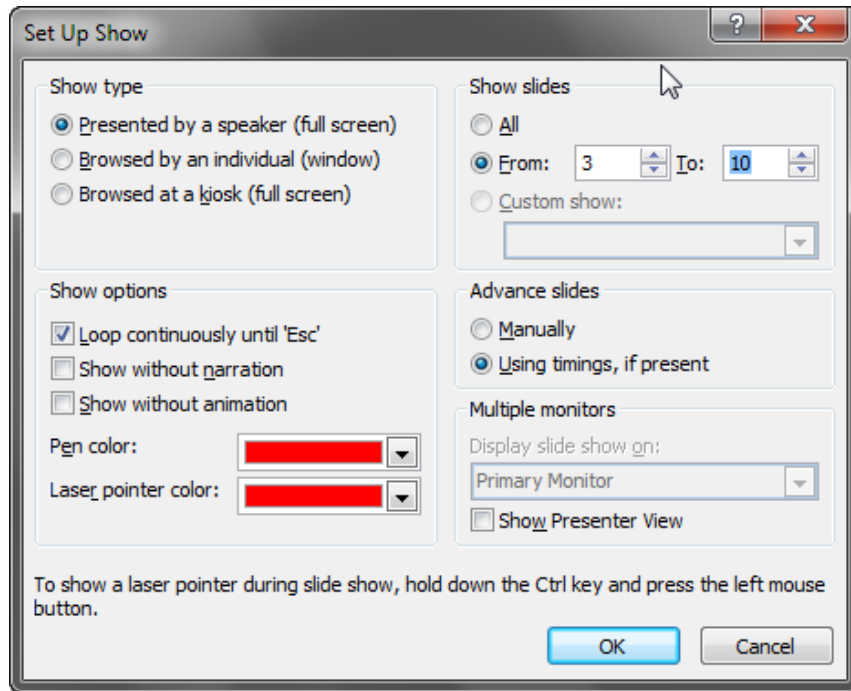 Set Up Show
?
X
Show type
Presented by a speaker (full screen)
Browsed by an individual (window)
Browsed at a kiosk (full screen)
Show slides
All
From: 3 To: 10
Custom show:
Show options
Loop continuously until 'Esc'
Show without narration
Show without animation
Pen color:
Laser pointer color:
Advance slides
Manually
Using timings, if present
Multiple monitors
Display slide show on:
Primary Monitor
Show Presenter View
To show a laser pointer during slide show, hold down the Ctrl key and press the left mouse
button.
OK
Cancel